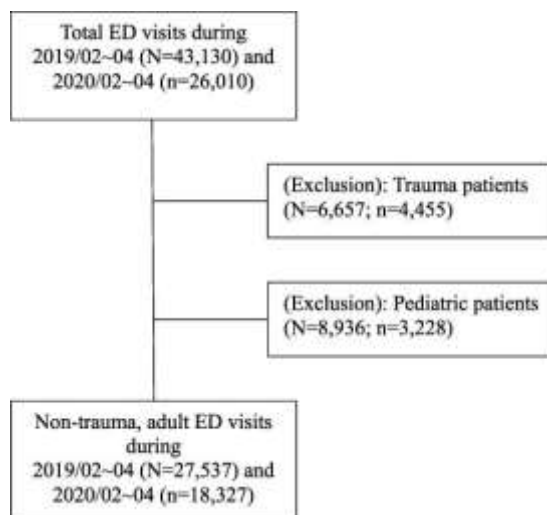 Total ED visits during
2019/02~04 (N=43,130) and
2020/02~04 (n=26,010)
(Exclusion): Trauma patients
(N=6,657; n=4,455)
(Exclusion): Pediatric patients
(N=8,936; n=3,228)
Non-trauma, adult ED visits
during
2019/02~04 (N=27,537) and
2020/02~04 (n=18,327)